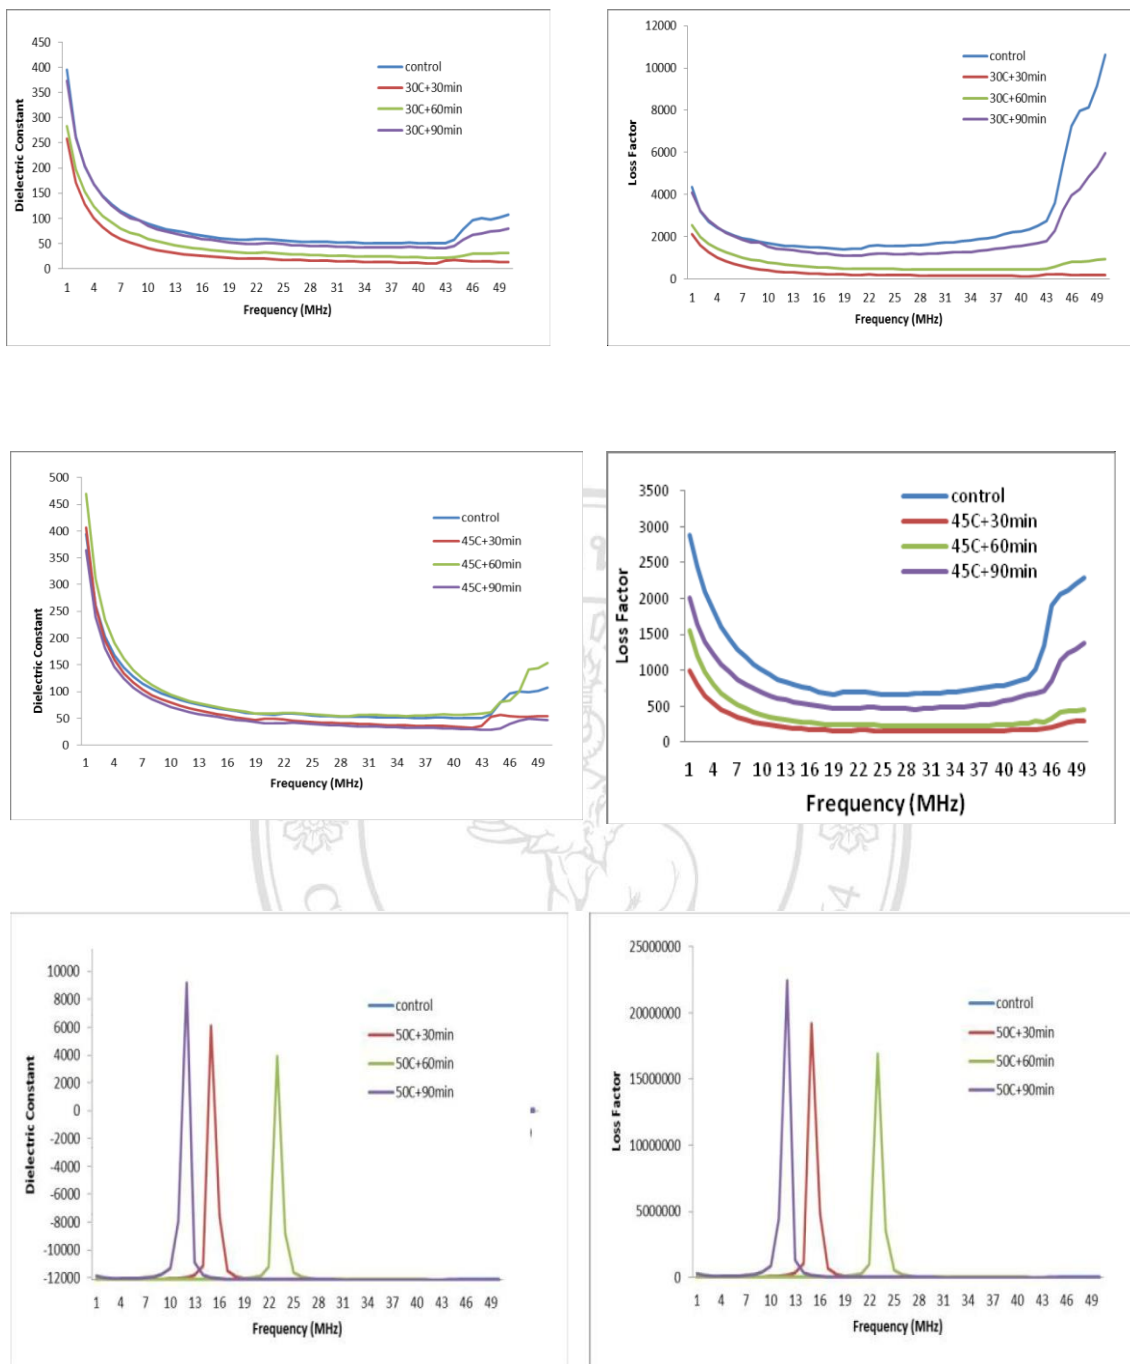 450
400
350
300
250
200
150
100
50
0
Dielectric Constant
control
30C+30min
30C+60min
30C+90min
1 4 7 10 13 16 19 22 25 28 31 34 37 40 43 46 49
Frequency (MHz)
12000
10000
8000
6000
4000
2000
0
Loss Factor
control
30C+30min
30C+60min
30C+90min
1 4 7 10 13 16 19 22 25 28 31 34 37 40 43 46 49
Frequency (MHz)
500
450
400
350
300
250
200
150
100
50
0
Dielectric Constant
control
45C+30min
45C+60min
45C+90min
1 4 7 10 13 16 19 22 25 28 31 34 37 40 43 46 49
Frequency (MHz)
3500
3000
2500
2000
1500
1000
500
0
Loss Factor
control
45C+30min
45C+60min
45C+90min
1 4 7 10 13 16 19 22 25 28 31 34 37 40 43 46 49
Frequency (MHz)
10000
8000
6000
4000
2000
0
-2000
-4000
-6000
-8000
-10000
-12000
Dielectric Constant
control
50C+30min
50C+60min
50C+90min
1 4 7 10 13 16 19 22 25 28 31 34 37 40 43 46 49
Frequency (MHz)
25000000
20000000
15000000
10000000
5000000
0
Loss Factor
control
50C+30min
50C+60min
50C+90min
1 4 7 10 13 16 19 22 25 28 31 34 37 40 43 46 49
Frequency (MHz)